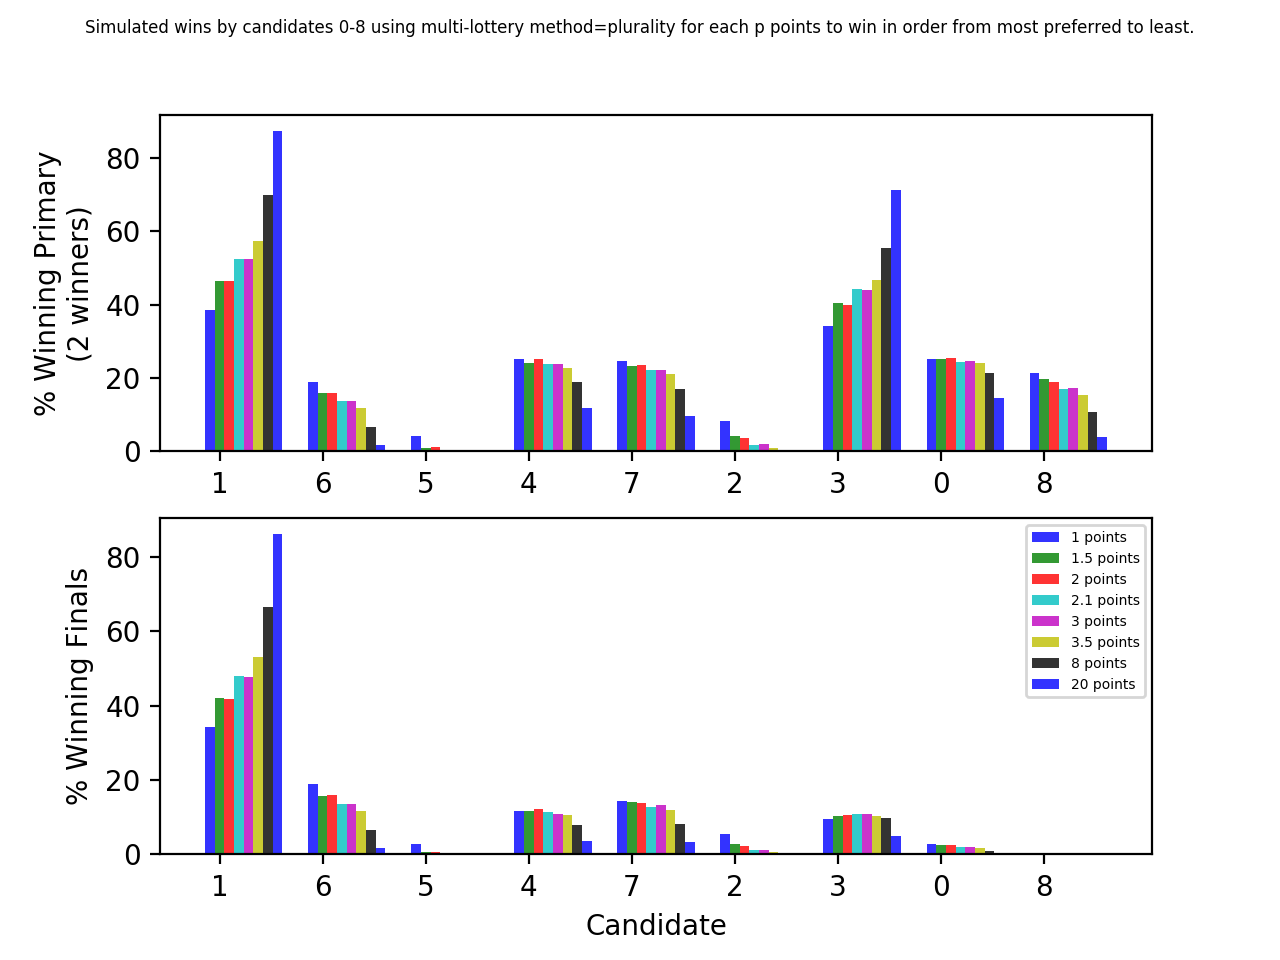 Simulated wins by candidates 0-8 using multi-lottery method=plurality for each p points to win in order from most preferred to least.
% Winning Primary
(2 winners)
80
60
40
20
0
1 6 5 4 7 2 3 0 8
% Winning Finals
80
60
40
20
0
1 points
1.5 points
2 points
2.1 points
3 points
3.5 points
8 points
20 points
1 6 5 4 7 2 3 0 8
Candidate